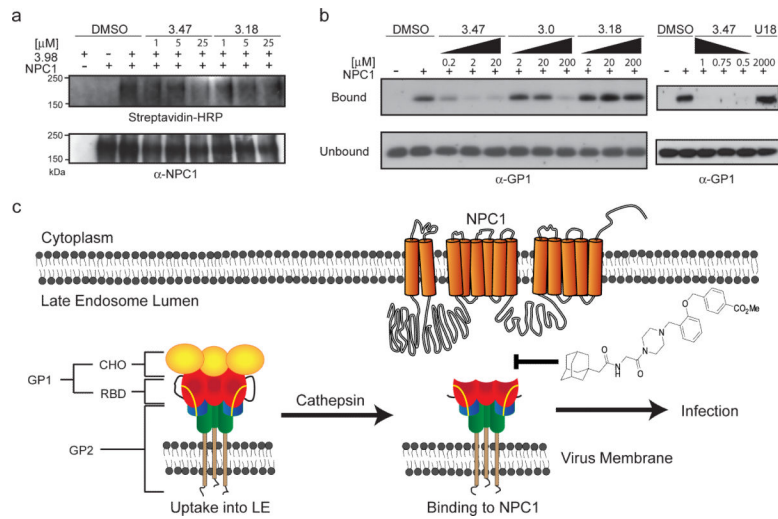 a
DMSO 3.47 3.18
[µM] 1 5 25 1 5 25
3.98 + - + + + + + + +
NPC1 - + + + + + + + +
250
150
Streptavidin-HRP
250
150
kDa
α-NPC1
b
DMSO 3.47 3.0 3.18
[µM] 0.2 2 20 2 20 200 2 20 200
NPC1 - +
Bound
Unbound
α-GP1
DMSO 3.47 U18
- + 1 0.75 0.5 2000
α-GP1
c
NPC1
Cytoplasm
Late Endosome Lumen
O
CO₂Me
N
N
O
N
H
O
GP1
CHO
RBD
GP2
Cathepsin
Infection
Virus Membrane
Uptake into LE
Binding to NPC1